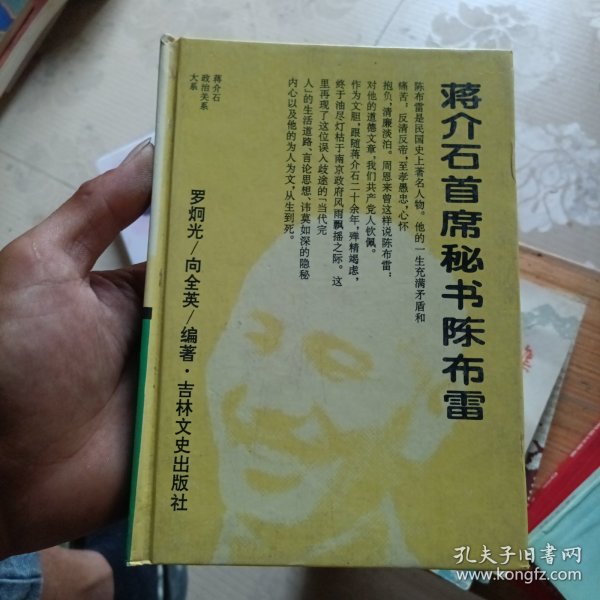 蒋介石首席秘书陈布雷
陈布雷是民国史上著名人物。他的一生充满矛盾和
痛苦，反清反帝，至孝愚忠，心怀
抱负，清廉淡泊。周恩来曾这样说陈布雷：
对他的道德文章，我们共产党人钦佩。
作为文胆，跟随蒋介石二十余年，殚精竭虑，
终于油尽灯枯于南京政府风雨飘摇之际。这
里再现了这位误入歧途的「当代完
人」的生活道路、言论思想、讳莫如深的隐秘
内心以及他的为人为文，从生到死。
蒋介石
政治关系
大系
罗炯光/向全英/编著·吉林文史出版社
孔夫子旧书网
www.kongfz.com